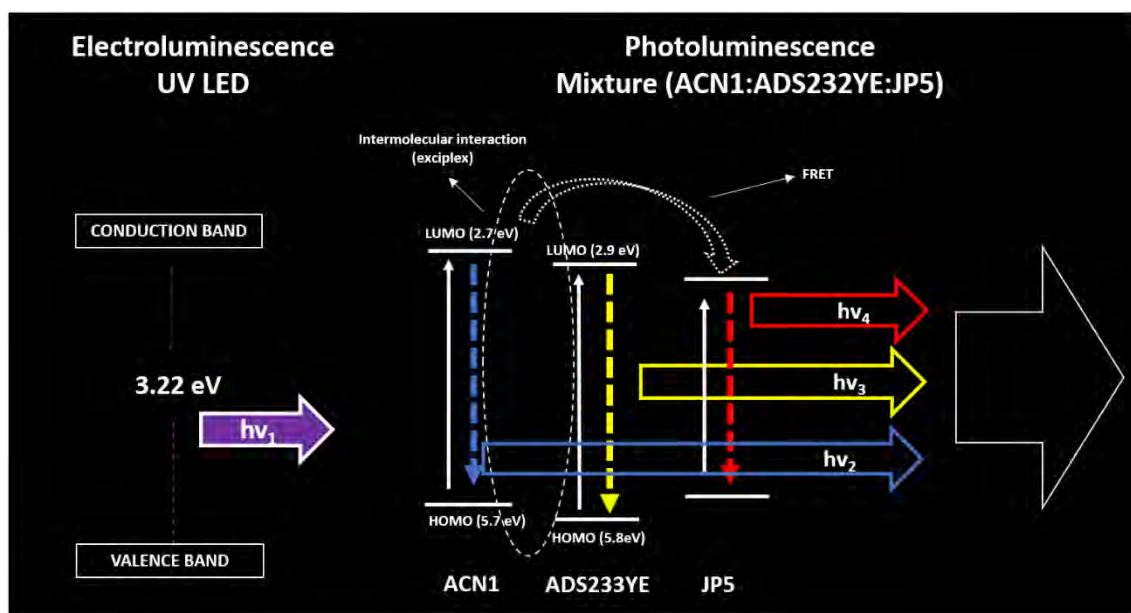 Electroluminescence
UV LED
Photoluminescence
Mixture (ACN1:ADS232YE:JP5)
Intermolecular interaction
(exciplex)
FRET
CONDUCTION BAND
LUMO (2.7 eV)
LUMO (2.9 eV)
hv₄
3.22 eV
hv₃
hv₁
hv₂
HOMO (5.7 eV)
HOMO (5.8eV)
VALENCE BAND
ACN1
ADS233YE
JP5